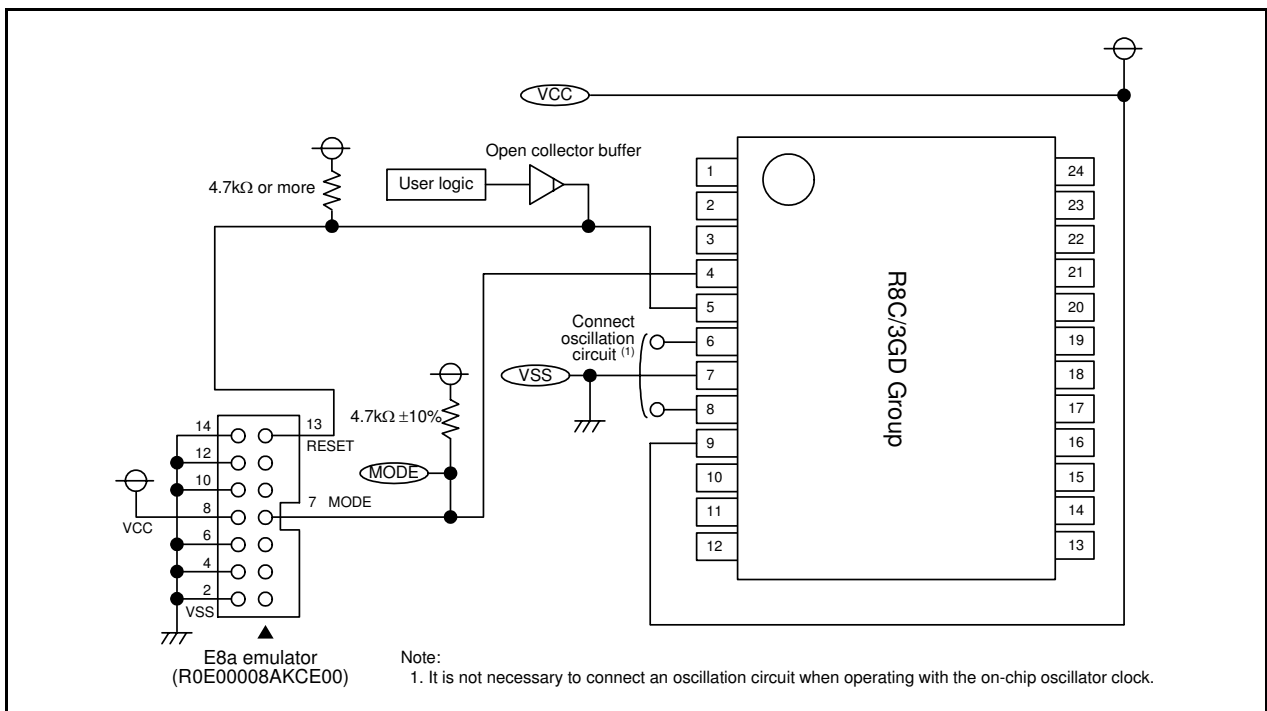 VCC
Open collector buffer
4.7kΩ or more
User logic
1
2
3
4
5
6
7
8
9
10
11
12
R8C/3GD Group
24
23
22
21
20
19
18
17
16
15
14
13
Connect
oscillation
circuit (1)
VSS
4.7kΩ ±10%
MODE
14
12
10
8
6
4
2
VCC
VSS
13
RESET
7 MODE
E8a emulator
(R0E00008AKCE00)
Note:
1. It is not necessary to connect an oscillation circuit when operating with the on-chip oscillator clock.